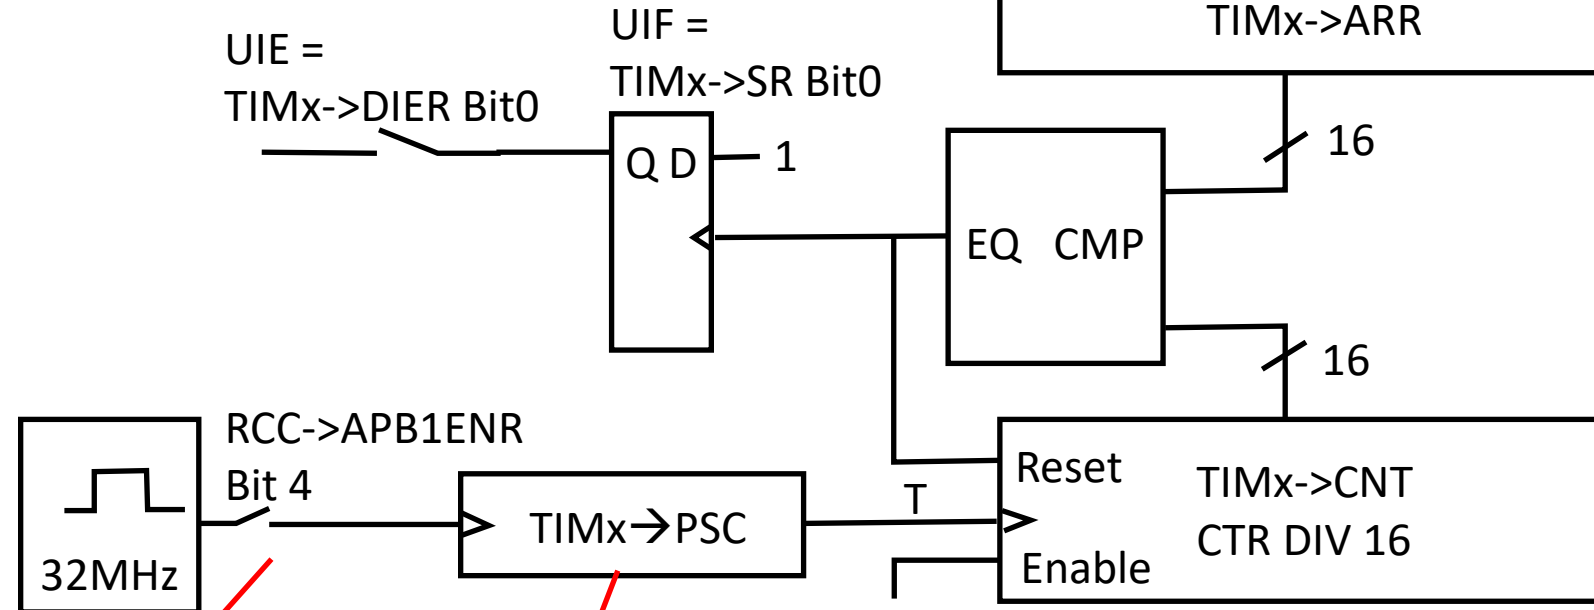 TIMx->ARR
UIE =
TIMx->DIER Bit0
UIF =
TIMx->SR Bit0
Q D
1
16
EQ CMP
16
32MHz
RCC->APB1ENR
Bit 4
TIMx→PSC
T
Reset
Enable
TIMx->CNT
CTR DIV 16